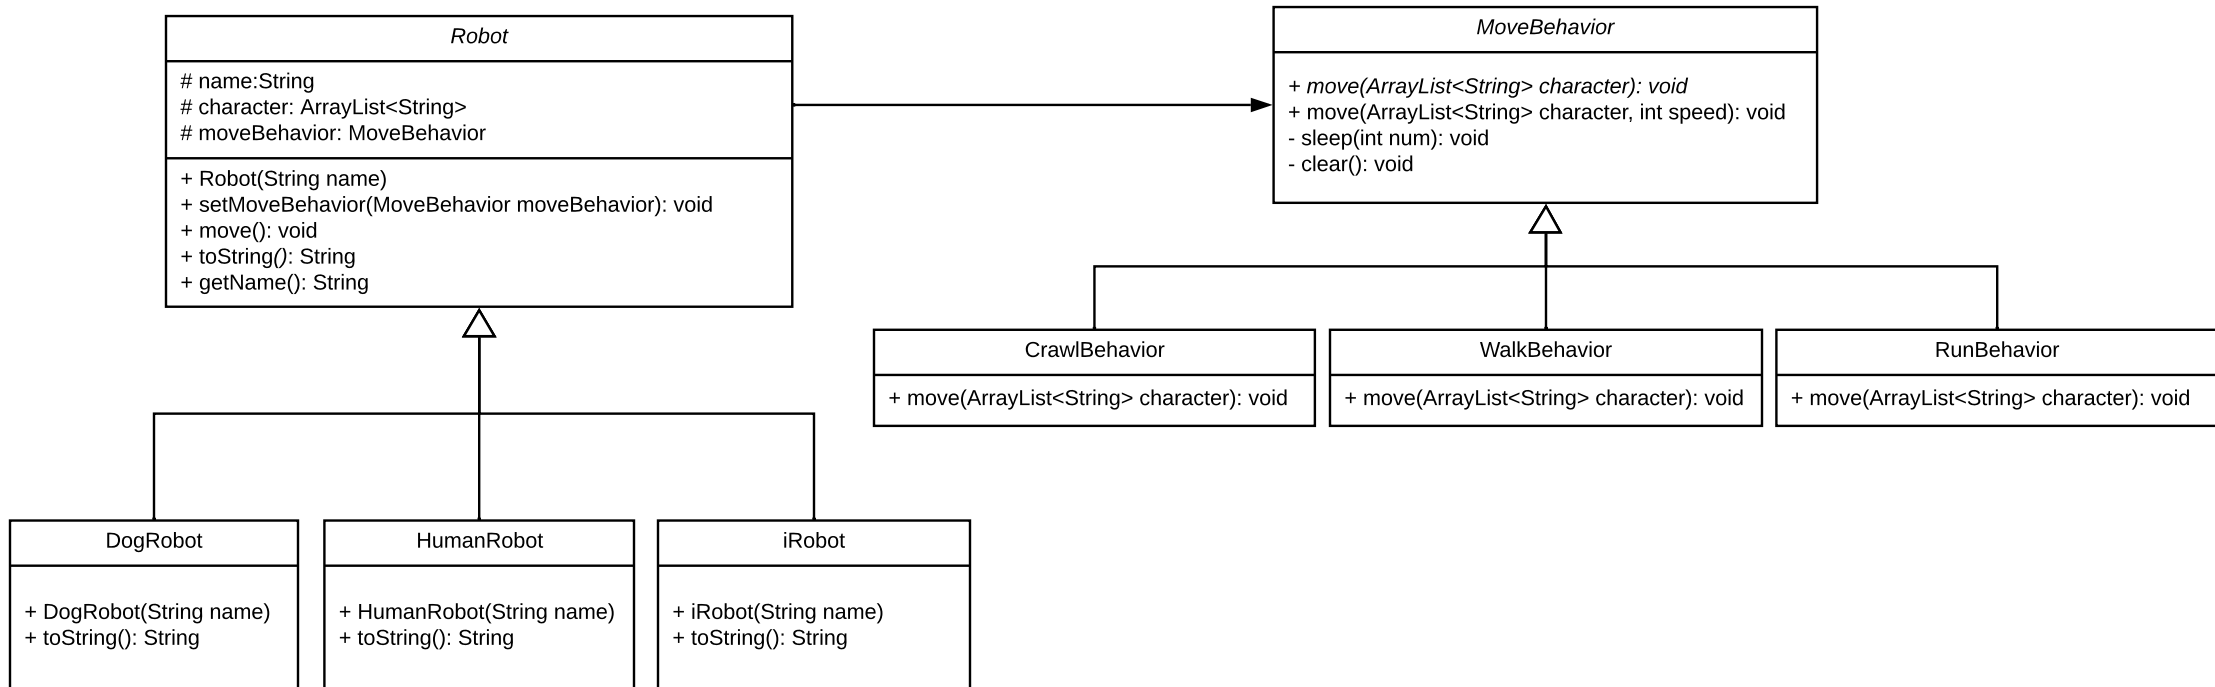 Robot
# name:String
# character: ArrayList<String>
# moveBehavior: MoveBehavior
+ Robot(String name)
+ setMoveBehavior(MoveBehavior moveBehavior): void
+ move(): void
+ toString(): String
+ getName(): String
MoveBehavior
+ move(ArrayList<String> character): void
+ move(ArrayList<String> character, int speed): void
- sleep(int num): void
- clear(): void
CrawlBehavior
+ move(ArrayList<String> character): void
WalkBehavior
+ move(ArrayList<String> character): void
RunBehavior
+ move(ArrayList<String> character): void
DogRobot
+ DogRobot(String name)
+ toString(): String
HumanRobot
+ HumanRobot(String name)
+ toString(): String
iRobot
+ iRobot(String name)
+ toString(): String